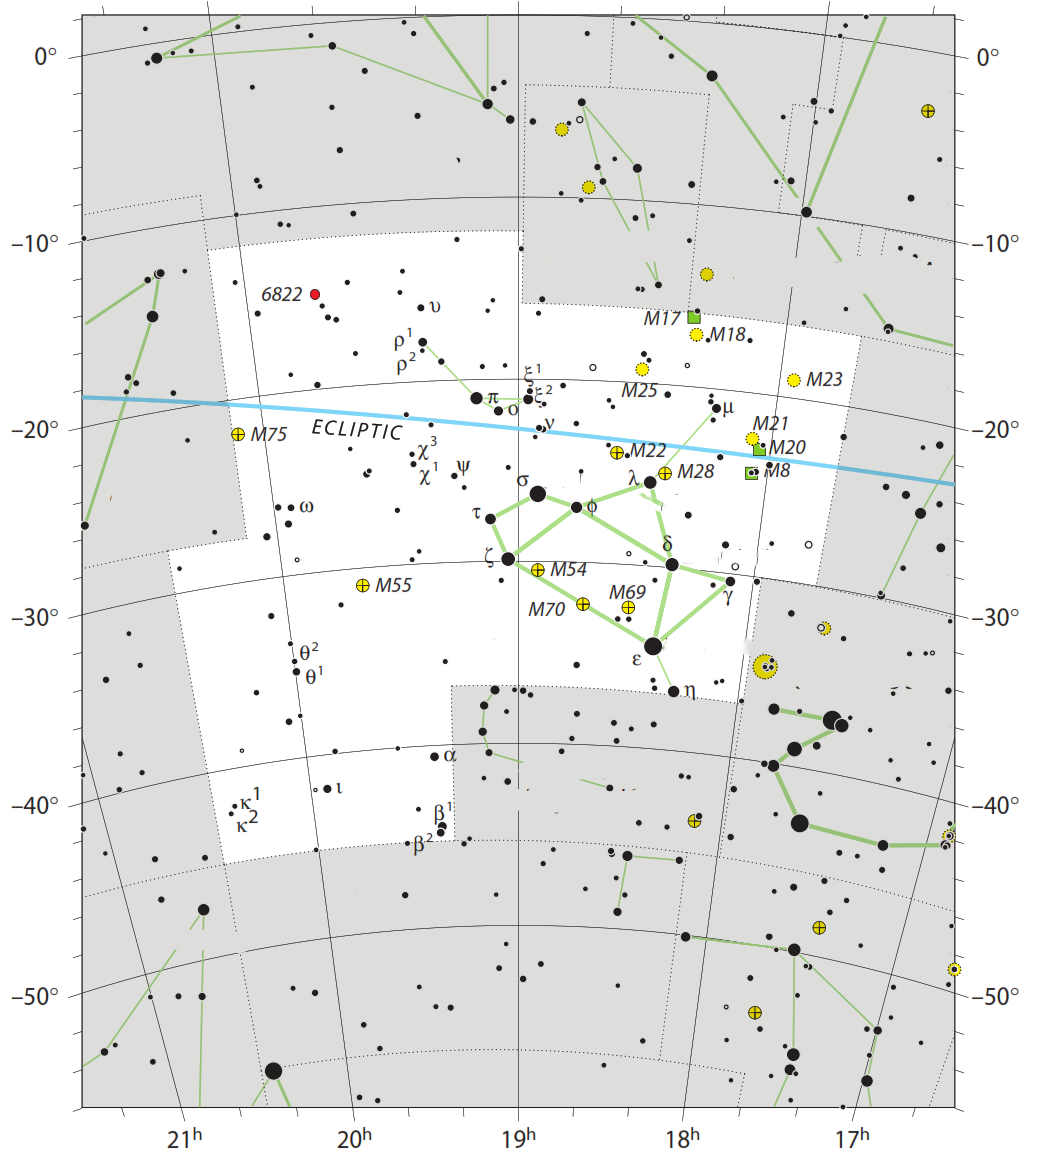 0° 0°
6822
υ
M17
ρ¹
M18
ρ²
ξ¹
M25
M23
–10° –10°
π
ο
ξ²
μ
ν
M21
ECLIPTIC
M75
M20
–20° –20°
χ³
M22
χ¹
ψ
M28
M8
σ
λ
ω
τ
ϕ
δ
ζ
M54
M55
M69
γ
M70
–30° –30°
θ²
ε
θ¹
η
α
ι
–40° –40°
κ¹
β¹
κ²
β²
–50° –50°
21ʰ 20ʰ 19ʰ 18ʰ 17ʰ